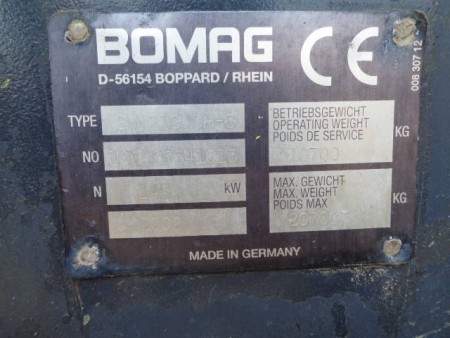 BOMAG CE
D-56154 BOPPARD / RHEIN
008 307 12
TYPE
BETRIEBSGEWICHT
OPERATING WEIGHT
POIDS DE SERVICE
KG
NO
N kW
MAX. GEWICHT
MAX. WEIGHT
POIDS MAX
KG
MADE IN GERMANY